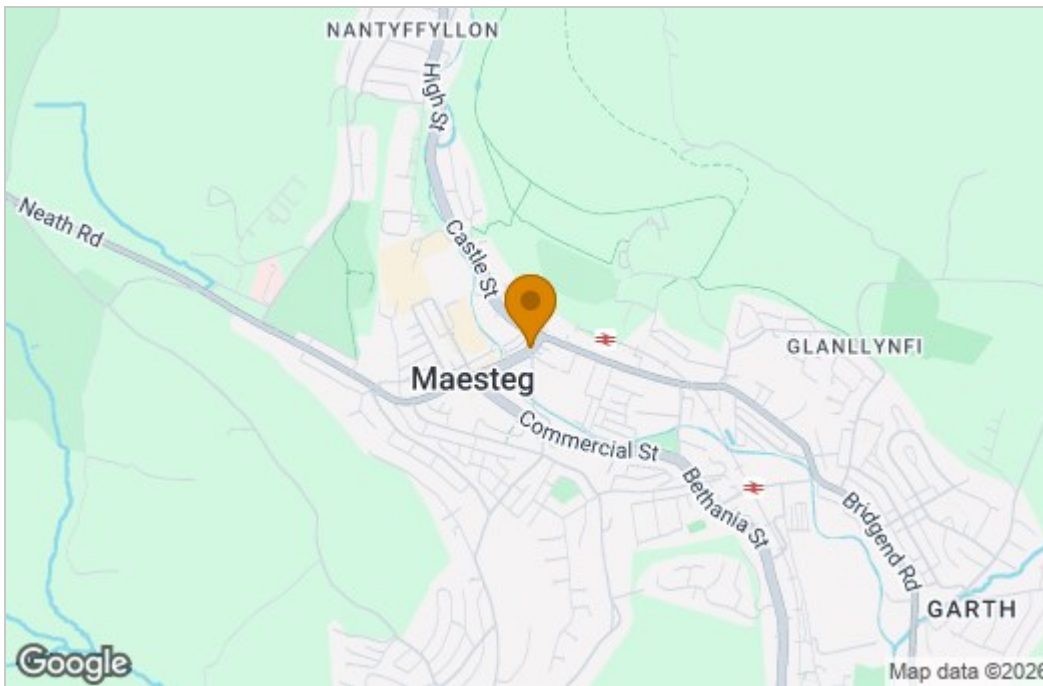 NANTYFFYLLON
High St
Neath Rd
Castle St
GLANLLYNFI
Maesteg
Commercial St
Bethania St
Bridgend Rd
GARTH
Google
Map data ©2026